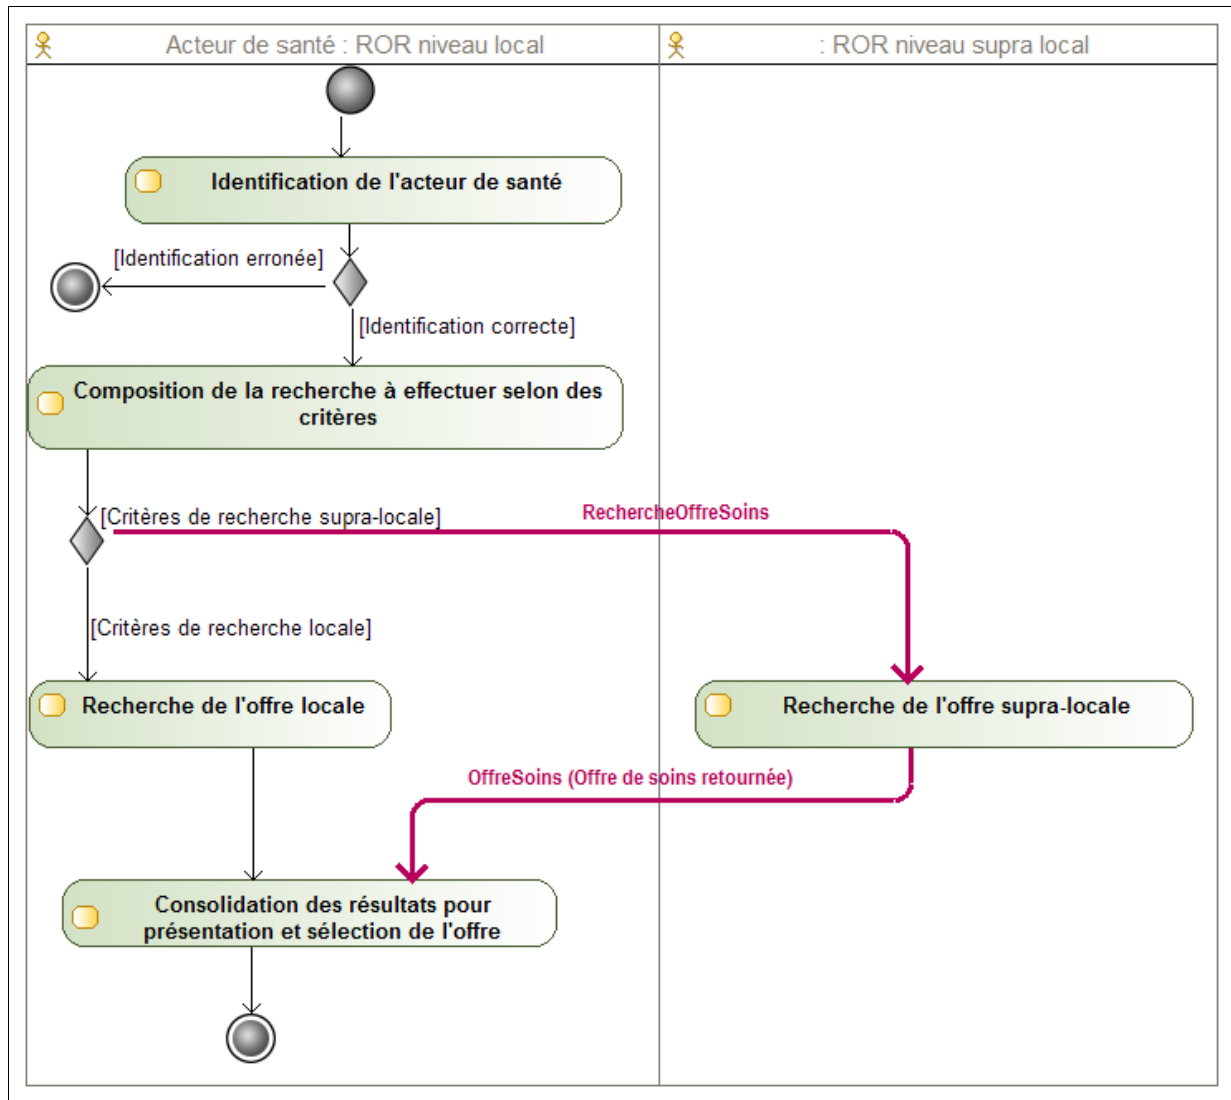 Acteur de santé : ROR niveau local
: ROR niveau supra local
Identification de l'acteur de santé
[Identification erronée]
[Identification correcte]
Composition de la recherche à effectuer selon des
critères
[Critères de recherche supra-locale]
RechercheOffreSoins
[Critères de recherche locale]
Recherche de l'offre locale
Recherche de l'offre supra-locale
OffreSoins (Offre de soins retournée)
Consolidation des résultats pour
présentation et sélection de l'offre